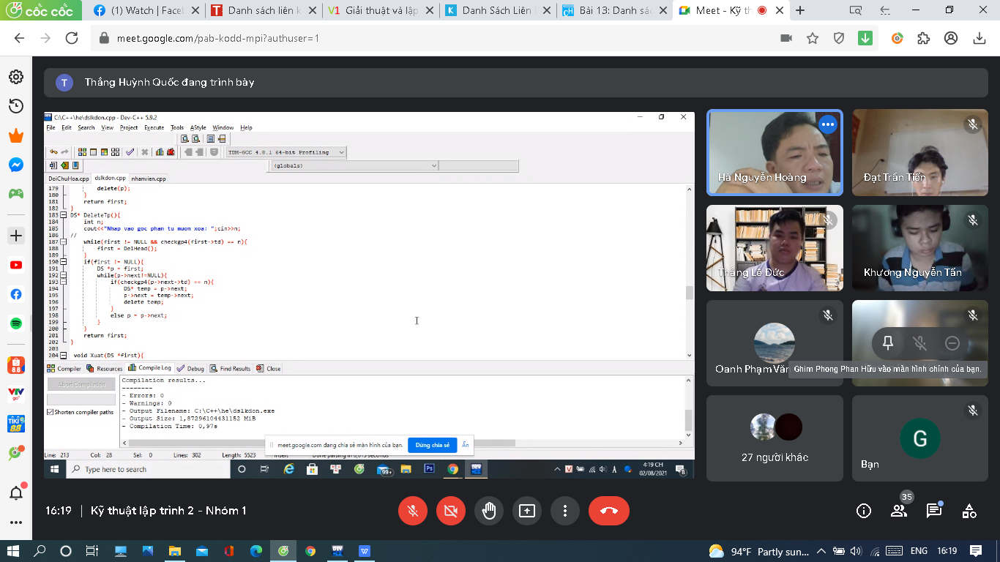 cốc cốc
(1) Watch | Facel
Danh sách liên k
Giải thuật và lập
Danh Sách Liên
Bài 13: Danh sác
Meet - Kỹ th
meet.google.com/pab-kodd-mpi?authuser=1
T
Thắng Huỳnh Quốc đang trình bày
C:\C++\he\dslkdon.cpp - Dev-C++ 5.9.2
File Edit Search View Project Execute Tools AStyle Window Help
TDM-GCC 4.8.1 64-bit Profiling
(globals)
DoiChuHoa.cpp dslkdon.cpp nhanvien.cpp
179 delete(p);
180 }
181 return first;
182 }
183 DS* DeleteTp(){
184 int n;
185 cout<<"Nhap vao goc phan tu muon xoa: ";cin>>n;
186 //
187 while(first != NULL && checkgp4(first->td) == n){
188 first = DelHead();
189 }
190 if(first != NULL){
191 DS *p = first;
192 while(p->next!=NULL){
193 if(checkgp4(p->next->td) == n){
194 DS* temp = p->next;
195 p->next = temp->next;
196 delete temp;
197 }
198 else p = p->next;
199 }
200 }
201 return first;
202 }
203
204 void Xuat(DS *first){
Compiler Resources Compile Log Debug Find Results Close
Abort Compilation
Shorten compiler paths
Compilation results...
--------
- Errors: 0
- Warnings: 0
- Output Filename: C:\C++\he\dslkdon.exe
- Output Size: 1,87296104431152 MiB
- Compilation Time: 0,97s
meet.google.com đang chia sẻ màn hình của bạn.
Dừng chia sẻ
Ẩn
Line: 213 Col: 28 Sel: 0 Lines: 302 Length: 5523 Insert Done parsing in 0,015 seconds
Type here to search
99+
4:19 CH
02/08/2021
8
Hà Nguyễn Hoàng
Đạt Trần Tiến
Thắng Lê Đức
Khương Nguyễn Tấn
Oanh Phạm Văn
Ghim Phong Phan Hữu vào màn hình chính của bạn.
27 người khác
G
Bạn
16:19 | Kỹ thuật lập trình 2 - Nhóm 1
35
94°F Partly sun...
ENG 16:19